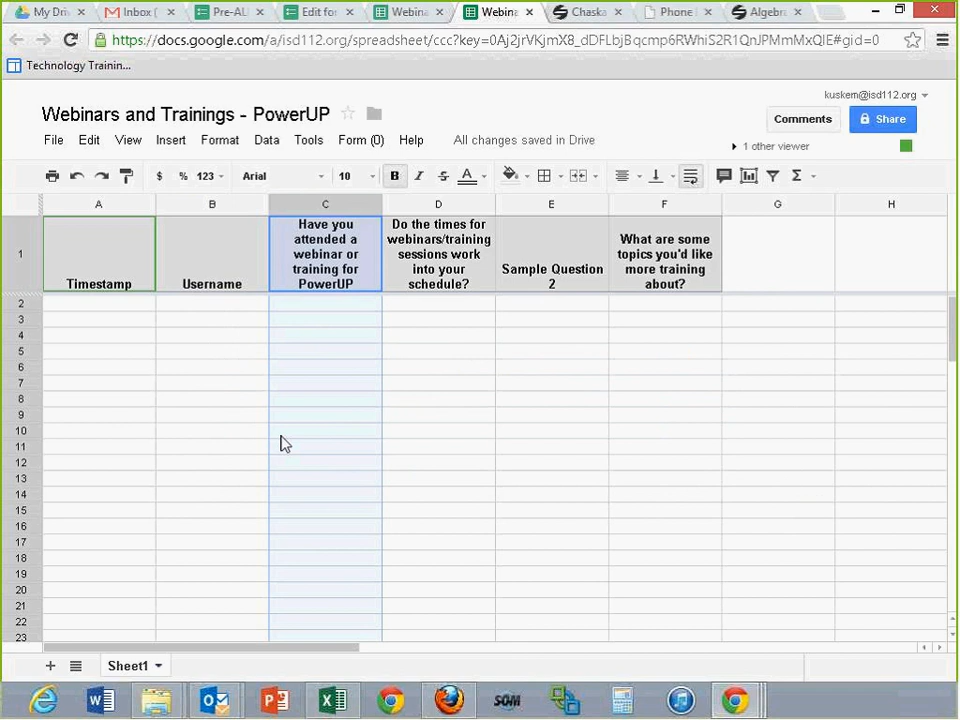 My Dri
Inbox (
Pre-AL
Edit for
Webina
Webina
Chaska
Phone
Algebra
https://docs.google.com/a/isd112.org/spreadsheet/ccc?key=0Aj2jrVKjmX8_dDFLbjBqcmp6RWhiS2R1QnJPMmMxQlE#gid=0
Technology Trainin...
kuskem@isd112.org
Webinars and Trainings - PowerUP
Comments
Share
File Edit View Insert Format Data Tools Form (0) Help All changes saved in Drive
1 other viewer
$ % 123 Arial 10 B I S A Σ
A B C D E F G H
1
Timestamp
Username
Have you
attended a
webinar or
training for
PowerUP
Do the times for
webinars/training
sessions work
into your
schedule?
Sample Question
2
What are some
topics you'd like
more training
about?
2
3
4
5
6
7
8
9
10
11
12
13
14
15
16
17
18
19
20
21
22
23
+ Sheet1
SOM